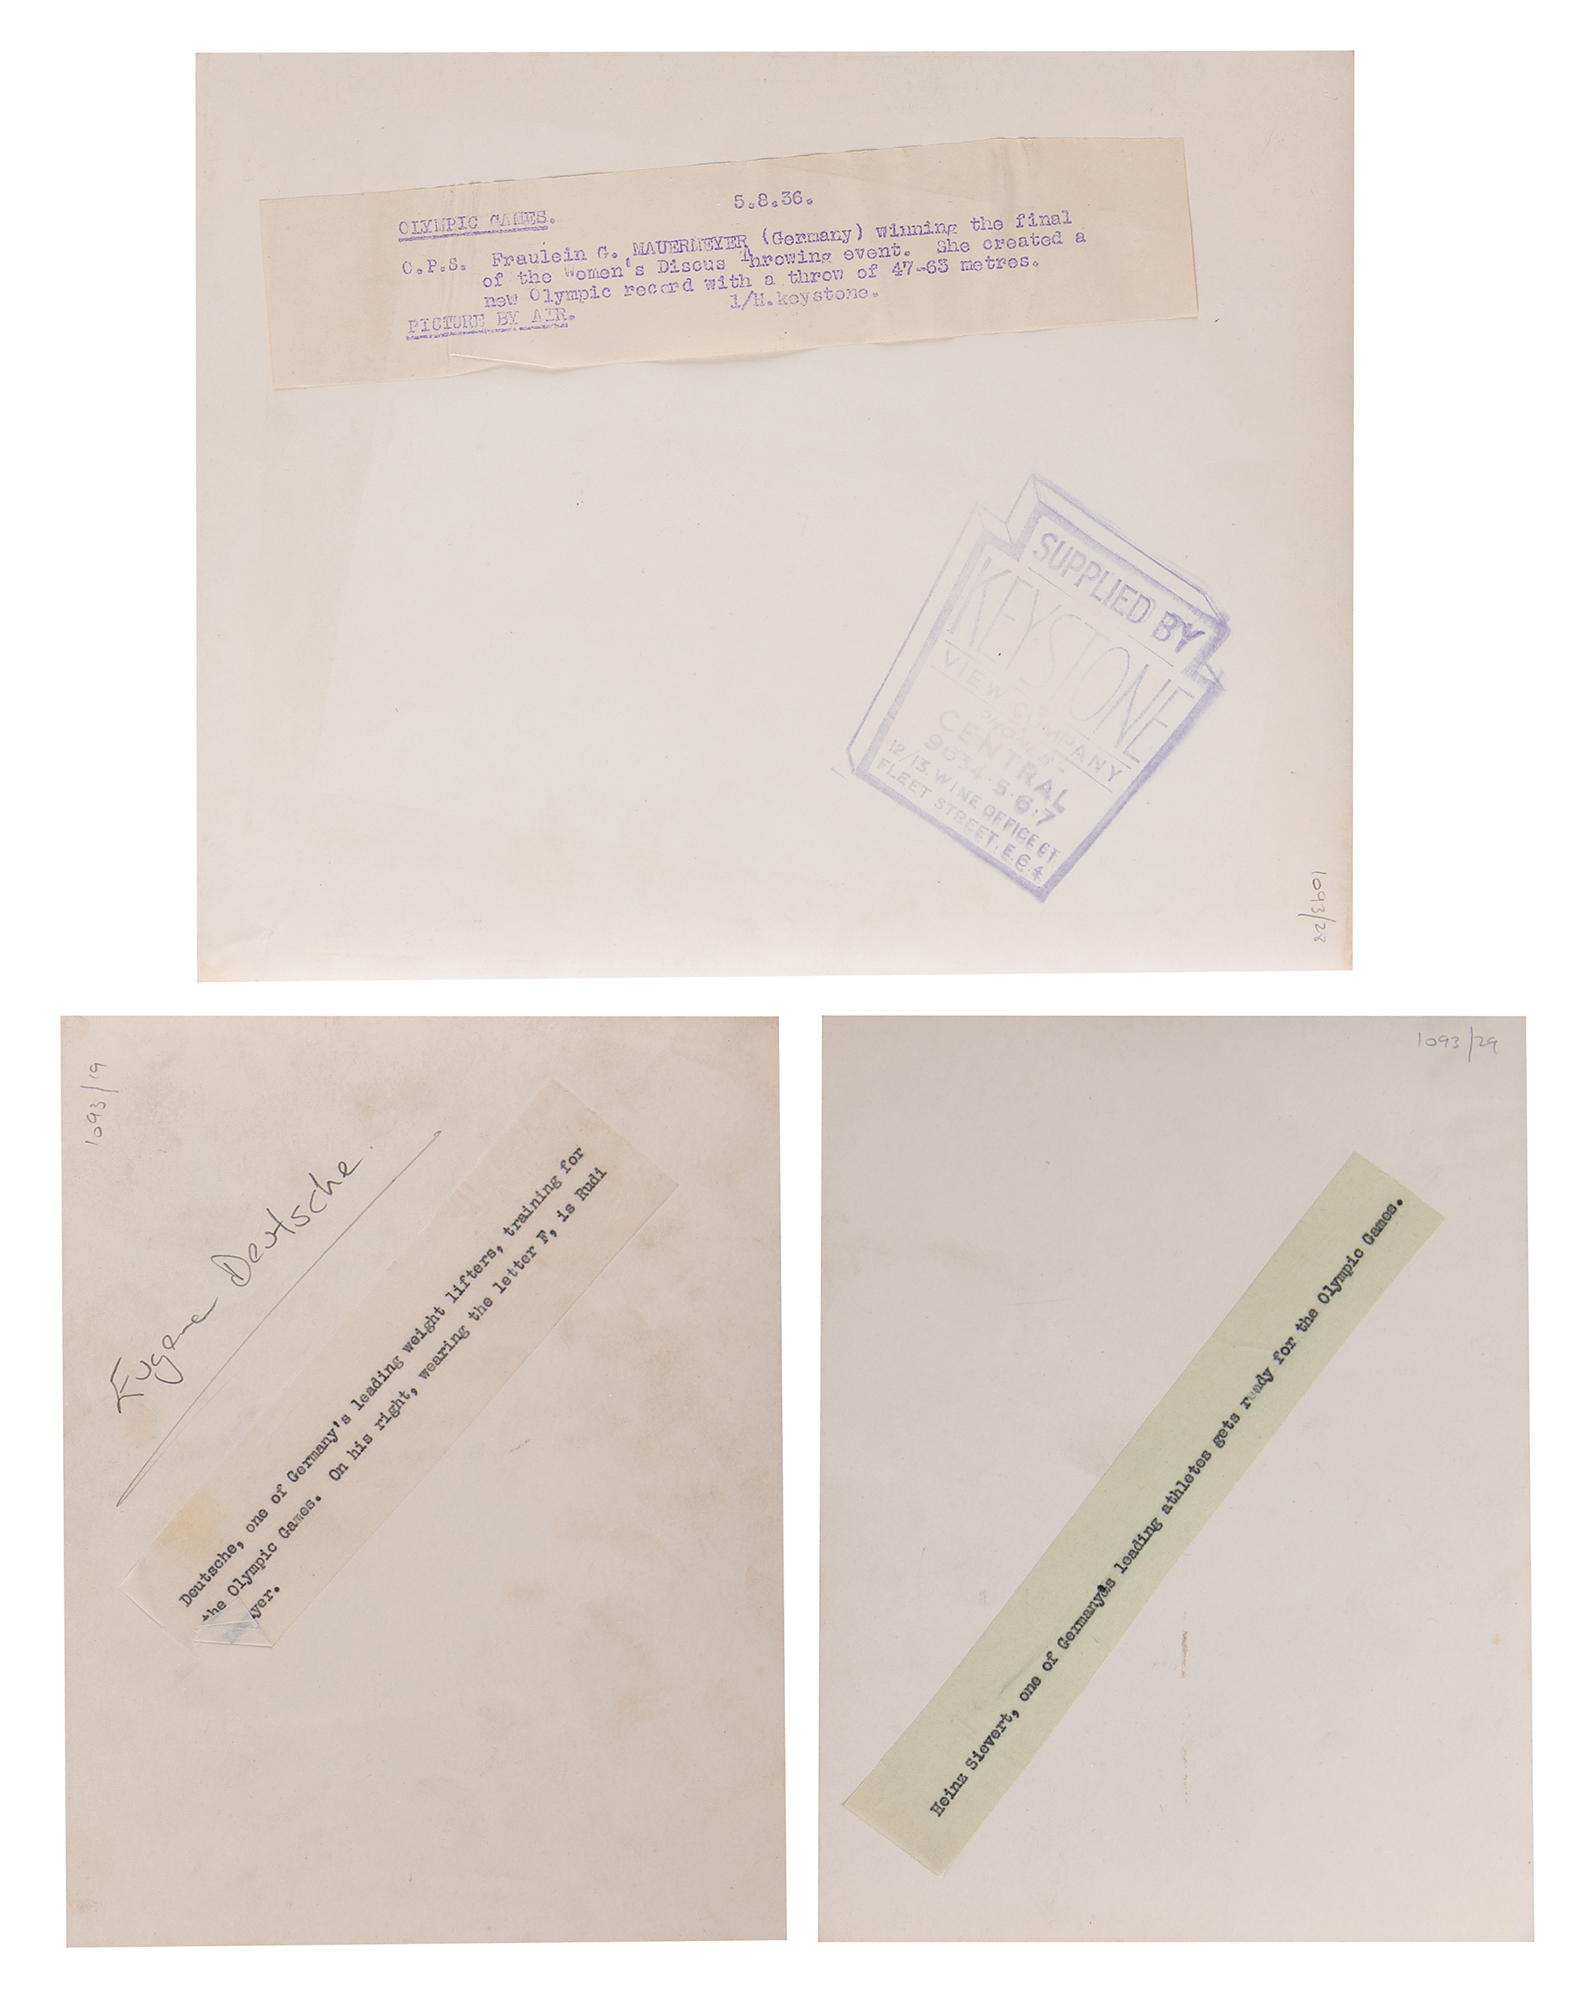 OLYMPIC GAMES. 5.8.36.
O.P.S. Fraulein G. MAUERMEYER (Germany) winning the final
of the Women's Discus Throwing event. She created a
new Olympic record with a throw of 47-63 metres.
PICTURE BY AIR. 1/H.keystone.
SUPPLIED BY
KEYSTONE
VIEW COMPANY
PHONE
CENTRAL
9634.5.6.7
12/13. WINE OFFICE CT
FLEET STREET. E.C.4
1093/28
1093/19
Eugene Deutsche.
Deutsche, one of Germany's leading weight lifters, training for
the Olympic Games. On his right, wearing the letter F, is Rudi
yer.
1093/29
Heinz Sievert, one of Germanyäs leading athletes gets ready for the Olympic Games.